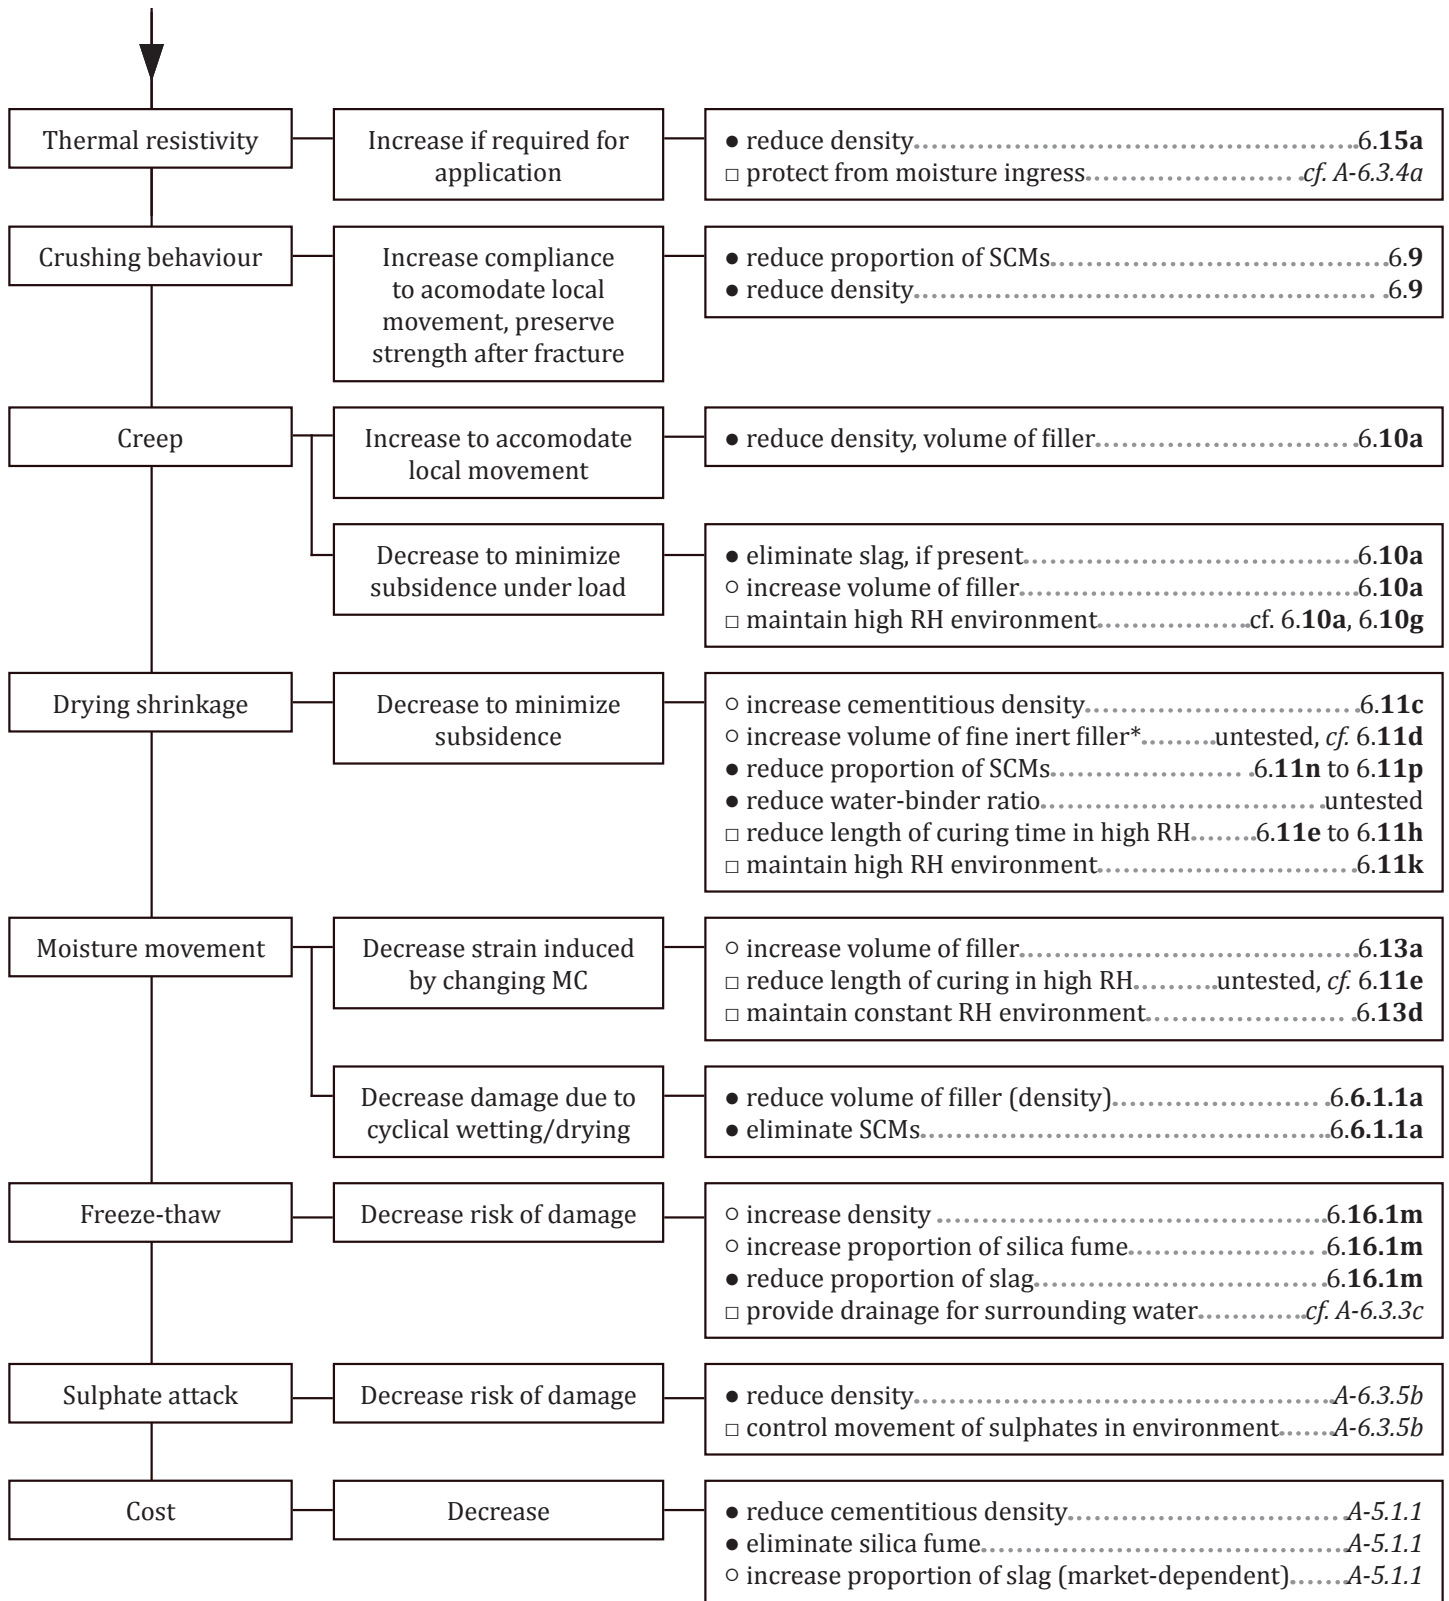 Thermal resistivity
Increase if required for
application
● reduce density 6.15a
□ protect from moisture ingress cf. A-6.3.4a
Crushing behaviour
Increase compliance
to acomodate local
movement, preserve
strength after fracture
● reduce proportion of SCMs 6.9
● reduce density 6.9
Creep
Increase to accomodate
local movement
● reduce density, volume of filler 6.10a
Decrease to minimize
subsidence under load
● eliminate slag, if present 6.10a
○ increase volume of filler 6.10a
□ maintain high RH environment cf. 6.10a, 6.10g
Drying shrinkage
Decrease to minimize
subsidence
○ increase cementitious density 6.11c
○ increase volume of fine inert filler* untested, cf. 6.11d
● reduce proportion of SCMs 6.11n to 6.11p
● reduce water-binder ratio untested
□ reduce length of curing time in high RH 6.11e to 6.11h
□ maintain high RH environment 6.11k
Moisture movement
Decrease strain induced
by changing MC
○ increase volume of filler 6.13a
□ reduce length of curing in high RH untested, cf. 6.11e
□ maintain constant RH environment 6.13d
Decrease damage due to
cyclical wetting/drying
● reduce volume of filler (density) 6.6.1.1a
● eliminate SCMs 6.6.1.1a
Freeze-thaw
Decrease risk of damage
○ increase density 6.16.1m
○ increase proportion of silica fume 6.16.1m
● reduce proportion of slag 6.16.1m
□ provide drainage for surrounding water cf. A-6.3.3c
Sulphate attack
Decrease risk of damage
● reduce density A-6.3.5b
□ control movement of sulphates in environment A-6.3.5b
Cost
Decrease
● reduce cementitious density A-5.1.1
● eliminate silica fume A-5.1.1
○ increase proportion of slag (market-dependent) A-5.1.1